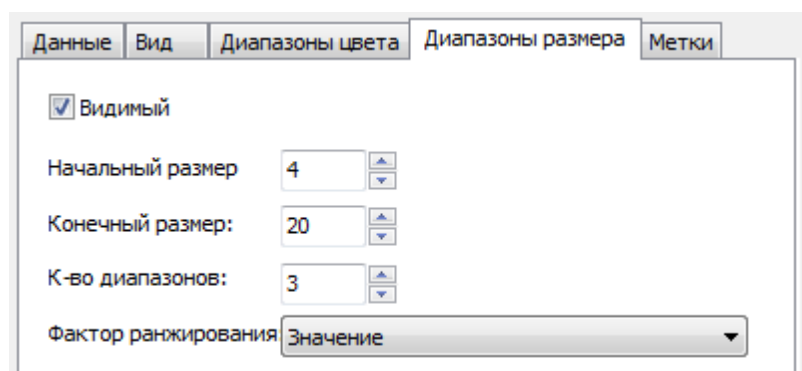 Данные Вид Диапазоны цвета Диапазоны размера Метки
Видимый
Начальный размер 4
Конечный размер: 20
К-во диапазонов: 3
Фактор ранжирования Значение